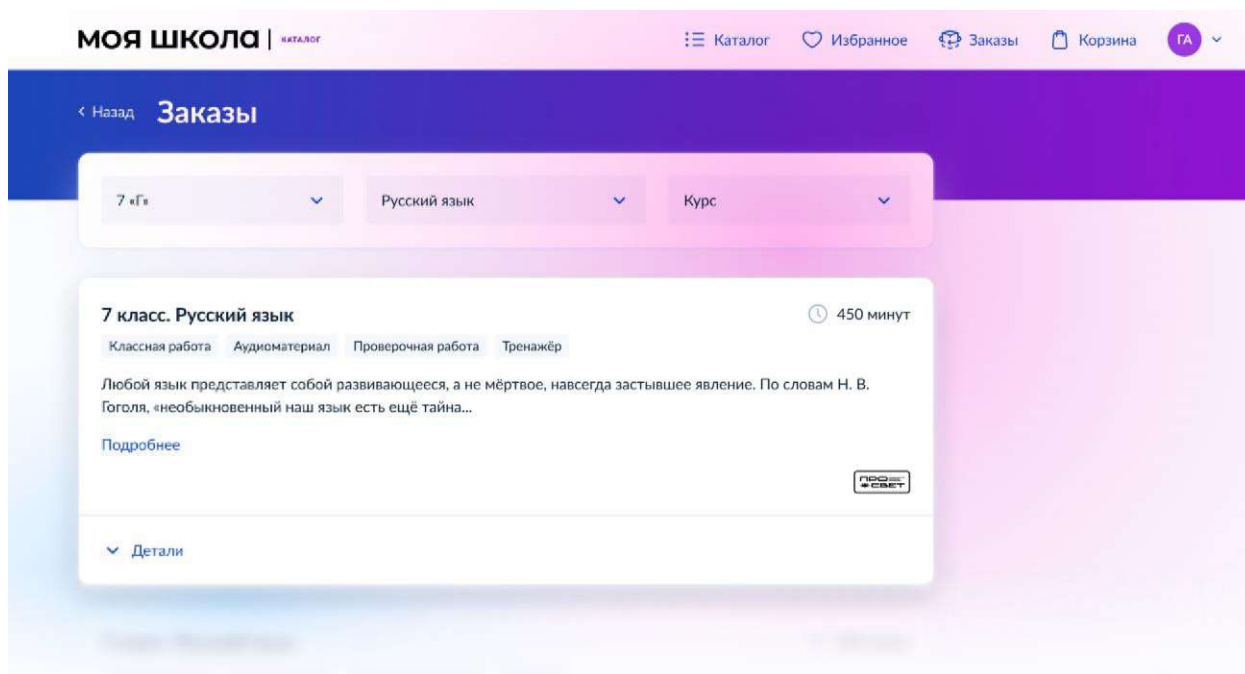 МОЯ ШКОЛА | КАТАЛОГ
Каталог
Избранное
Заказы
Корзина
ГА
Назад
Заказы
7 «Г»
Русский язык
Курс
7 класс. Русский язык
450 минут
Классная работа
Аудиоматериал
Проверочная работа
Тренажёр
Любой язык представляет собой развивающееся, а не мёртвое, навсегда застывшее явление. По словам Н. В.
Гоголя, «необыкновенный наш язык есть ещё тайна...
Подробнее
ПРО
СВЕТ
Детали